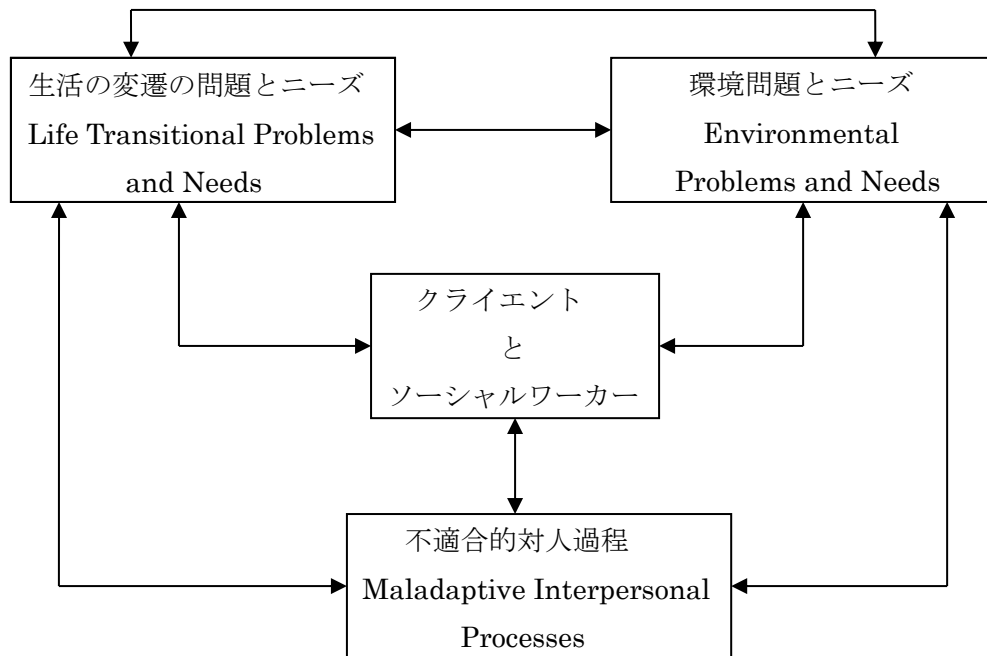 生活の変遷の問題とニーズ
Life Transitional Problems
and Needs
環境問題とニーズ
Environmental
Problems and Needs
クライエント
と
ソーシャルワーカー
不適合的対人過程
Maladaptive Interpersonal
Processes